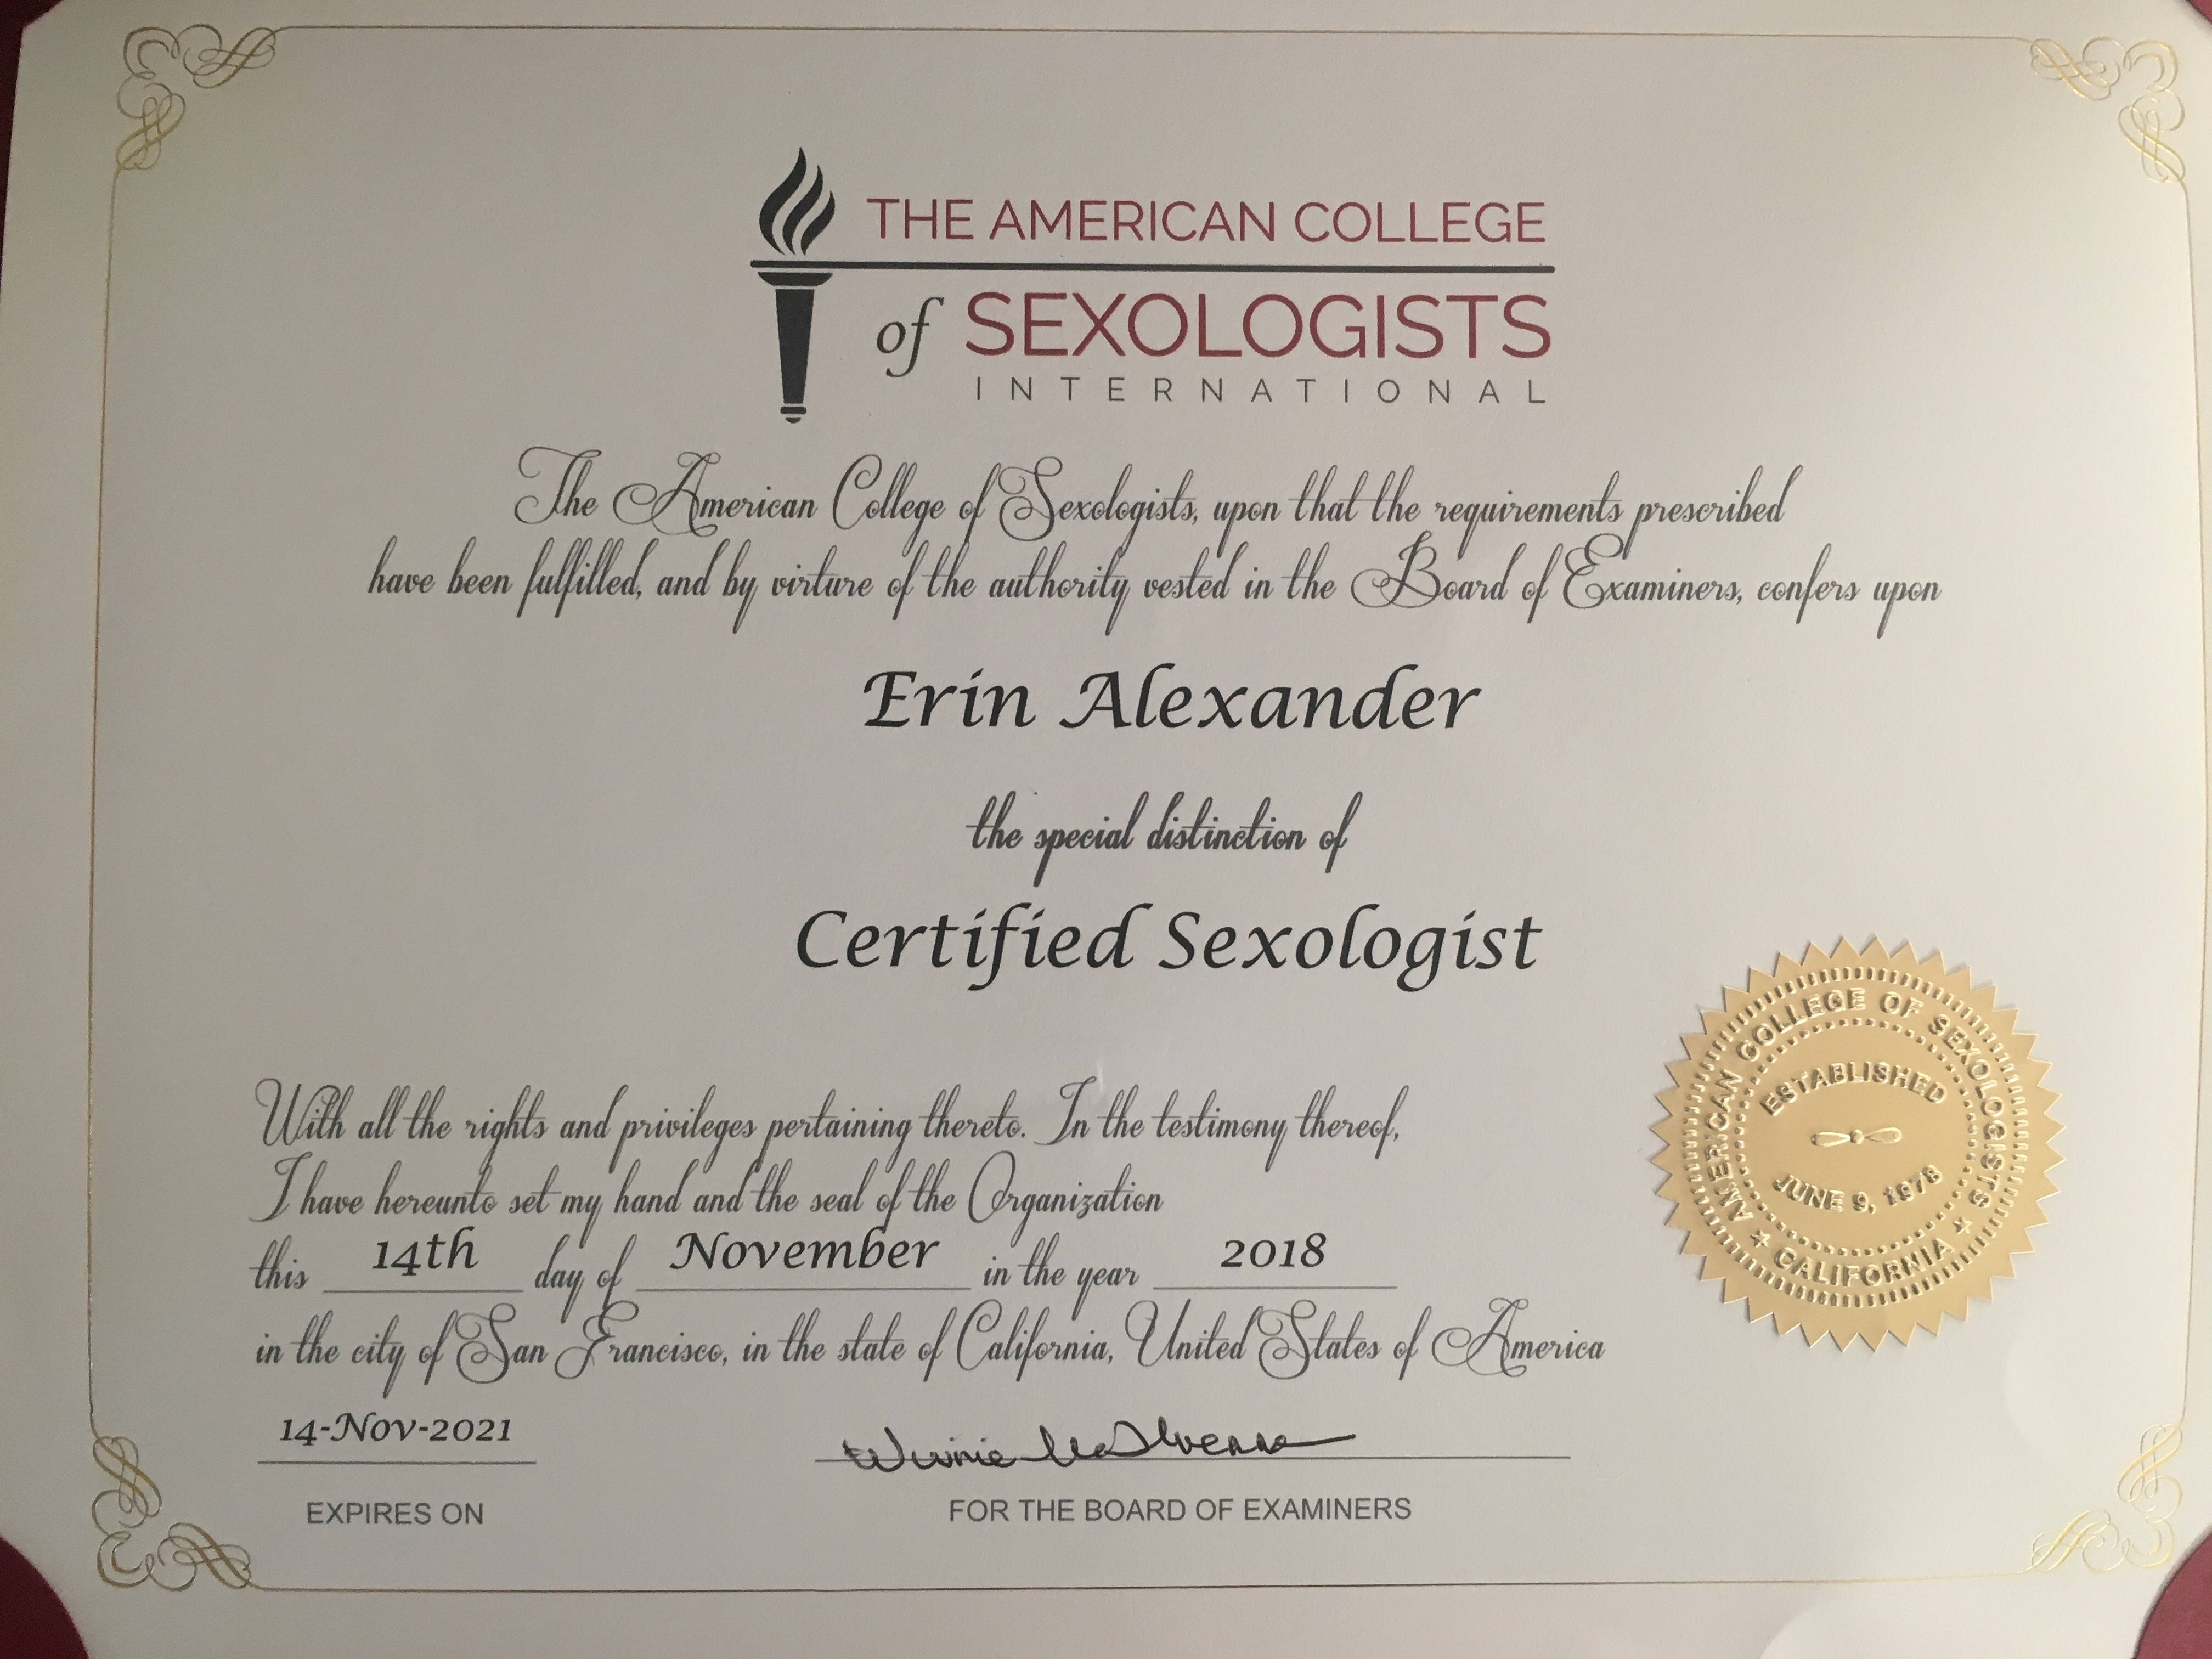 THE AMERICAN COLLEGE
of SEXOLOGISTS
INTERNATIONAL
The American College of Sexologists, upon that the requirements prescribed
have been fulfilled, and by virture of the authority vested in the Board of Examiners, confers upon
Erin Alexander
the special distinction of
Certified Sexologist
With all the rights and privileges pertaining thereto. In the testimony thereof,
I have hereunto set my hand and the seal of the Organization
this 14th day of November in the year 2018
in the city of San Francisco, in the state of California, United States of America
14-Nov-2021
EXPIRES ON
FOR THE BOARD OF EXAMINERS
AMERICAN COLLEGE OF SEXOLOGISTS
ESTABLISHED
JUNE 9, 1978
★ CALIFORNIA ★